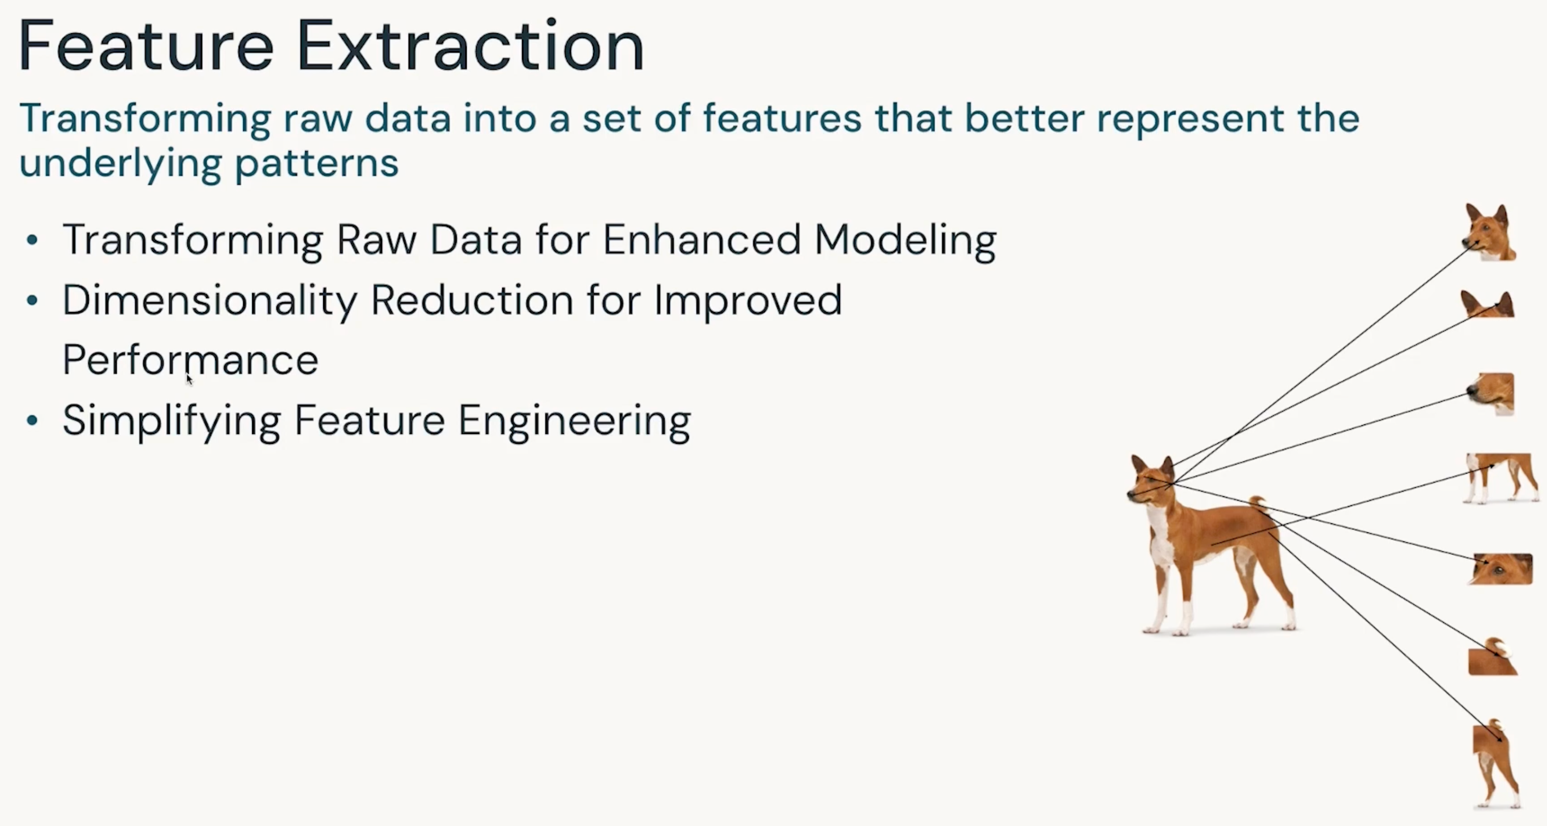 Feature Extraction
Transforming raw data into a set of features that better represent the
underlying patterns
• Transforming Raw Data for Enhanced Modeling
• Dimensionality Reduction for Improved
Performance
• Simplifying Feature Engineering